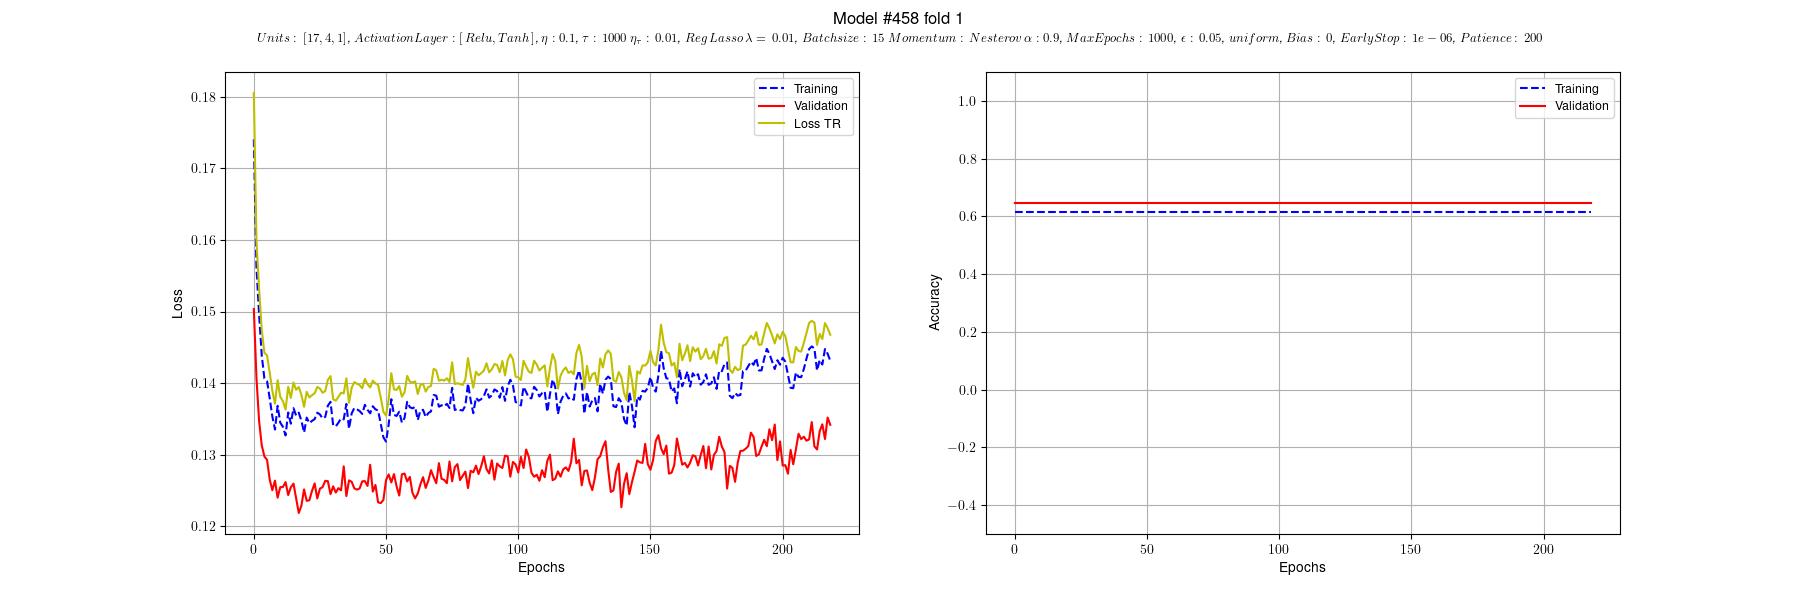 Model #458 fold 1
Units : [17, 4, 1], ActivationLayer : [ Relu, Tanh], η : 0.1, τ : 1000 ητ : 0.01, Reg Lasso λ = 0.01, Batchsize : 15 Momentum : Nesterov α : 0.9, MaxEpochs : 1000, ϵ : 0.05, uniform, Bias : 0, EarlyStop : 1e − 06, Patience : 200
Loss
0.18
0.17
0.16
0.15
0.14
0.13
0.12
0 50 100 150 200
Epochs
Training
Validation
Loss TR
Accuracy
1.0
0.8
0.6
0.4
0.2
0.0
−0.2
−0.4
0 50 100 150 200
Epochs
Training
Validation